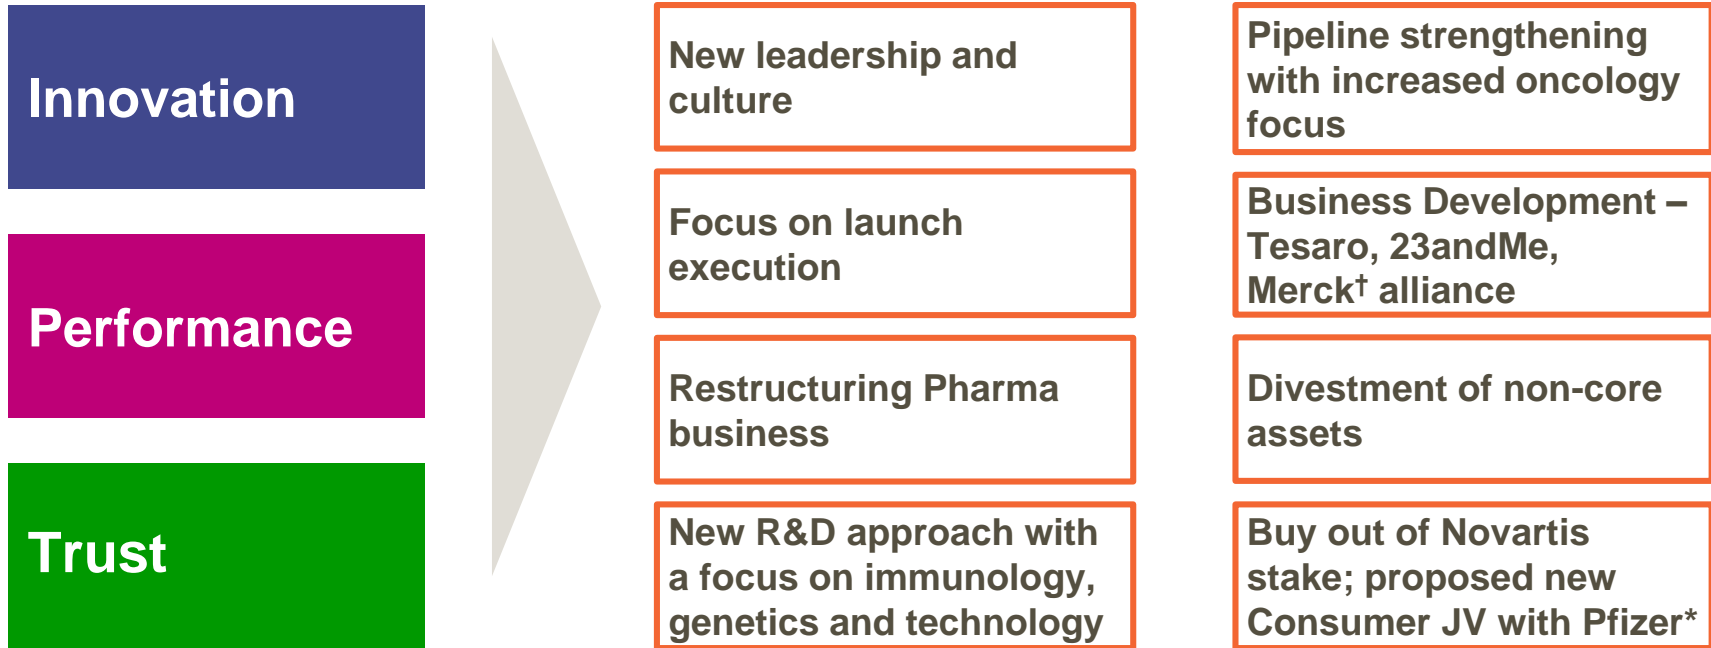 Innovation
Performance
Trust
New leadership and
culture
Focus on launch
execution
Restructuring Pharma
business
New R&D approach with
a focus on immunology,
genetics and technology
Pipeline strengthening
with increased oncology
focus
Business Development –
Tesaro, 23andMe,
Merck† alliance
Divestment of non-core
assets
Buy out of Novartis
stake; proposed new
Consumer JV with Pfizer*